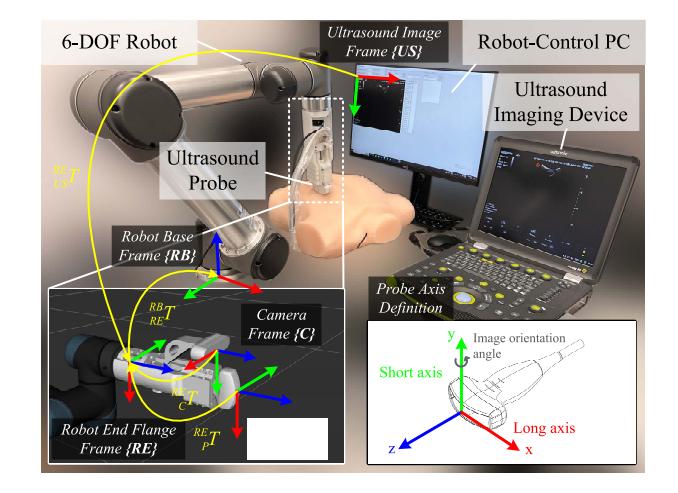 6-DOF Robot
Ultrasound Image
Frame {US}
Robot-Control PC
Ultrasound
Imaging Device
Ultrasound
Probe
RE
US T
Robot Base
Frame {RB}
Probe Axis
Definition
RB
RE T
Camera
Frame {C}
y
Image orientation
angle
Short axis
RE
C T
Robot End Flange
Frame {RE}
RE
P T
Long axis
z
x